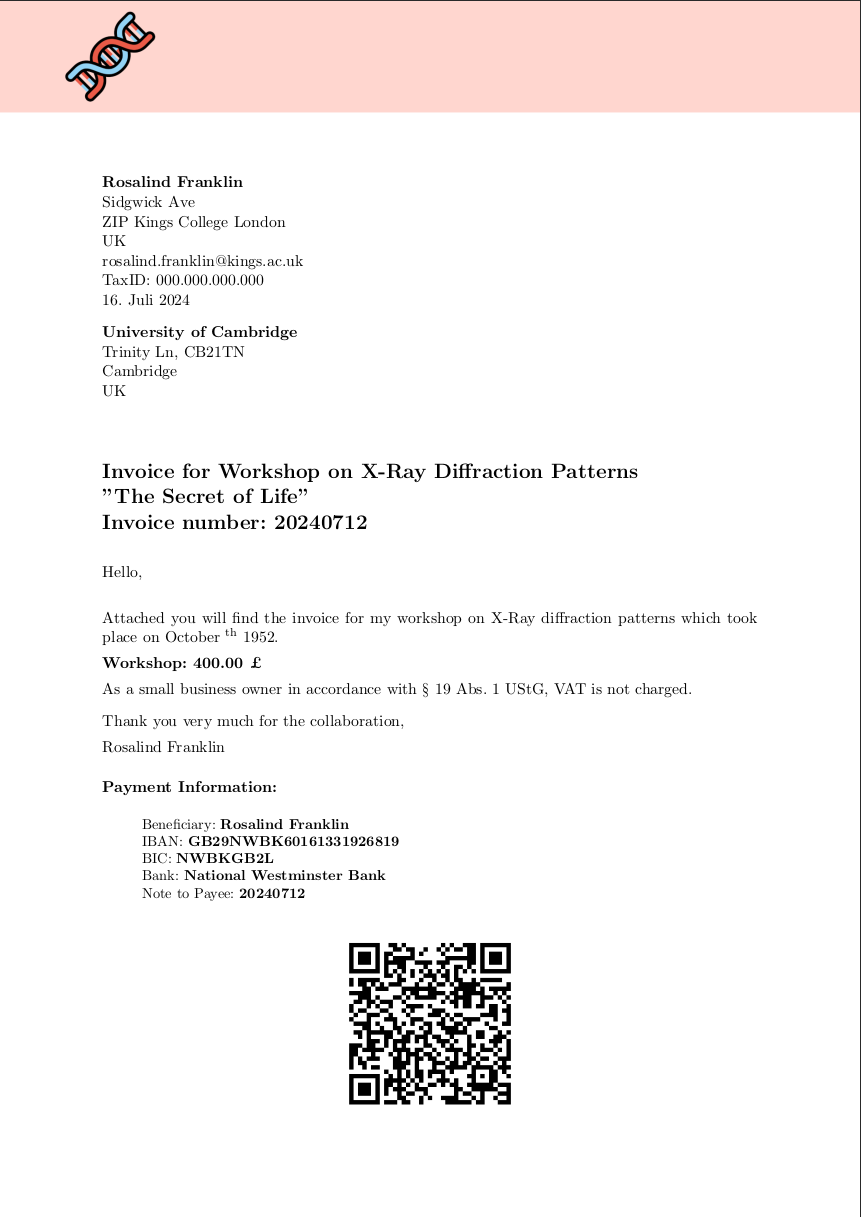 Rosalind Franklin
Sidgwick Ave
ZIP Kings College London
UK
rosalind.franklin@kings.ac.uk
TaxID: 000.000.000.000
16. Juli 2024
University of Cambridge
Trinity Ln, CB21TN
Cambridge
UK
Invoice for Workshop on X-Ray Diffraction Patterns
”The Secret of Life”
Invoice number: 20240712
Hello,
Attached you will find the invoice for my workshop on X-Ray diffraction patterns which took
place on October th 1952.
Workshop: 400.00 £
As a small business owner in accordance with § 19 Abs. 1 UStG, VAT is not charged.
Thank you very much for the collaboration,
Rosalind Franklin
Payment Information:
Beneficiary: Rosalind Franklin
IBAN: GB29NWBK60161331926819
BIC: NWBKGB2L
Bank: National Westminster Bank
Note to Payee: 20240712